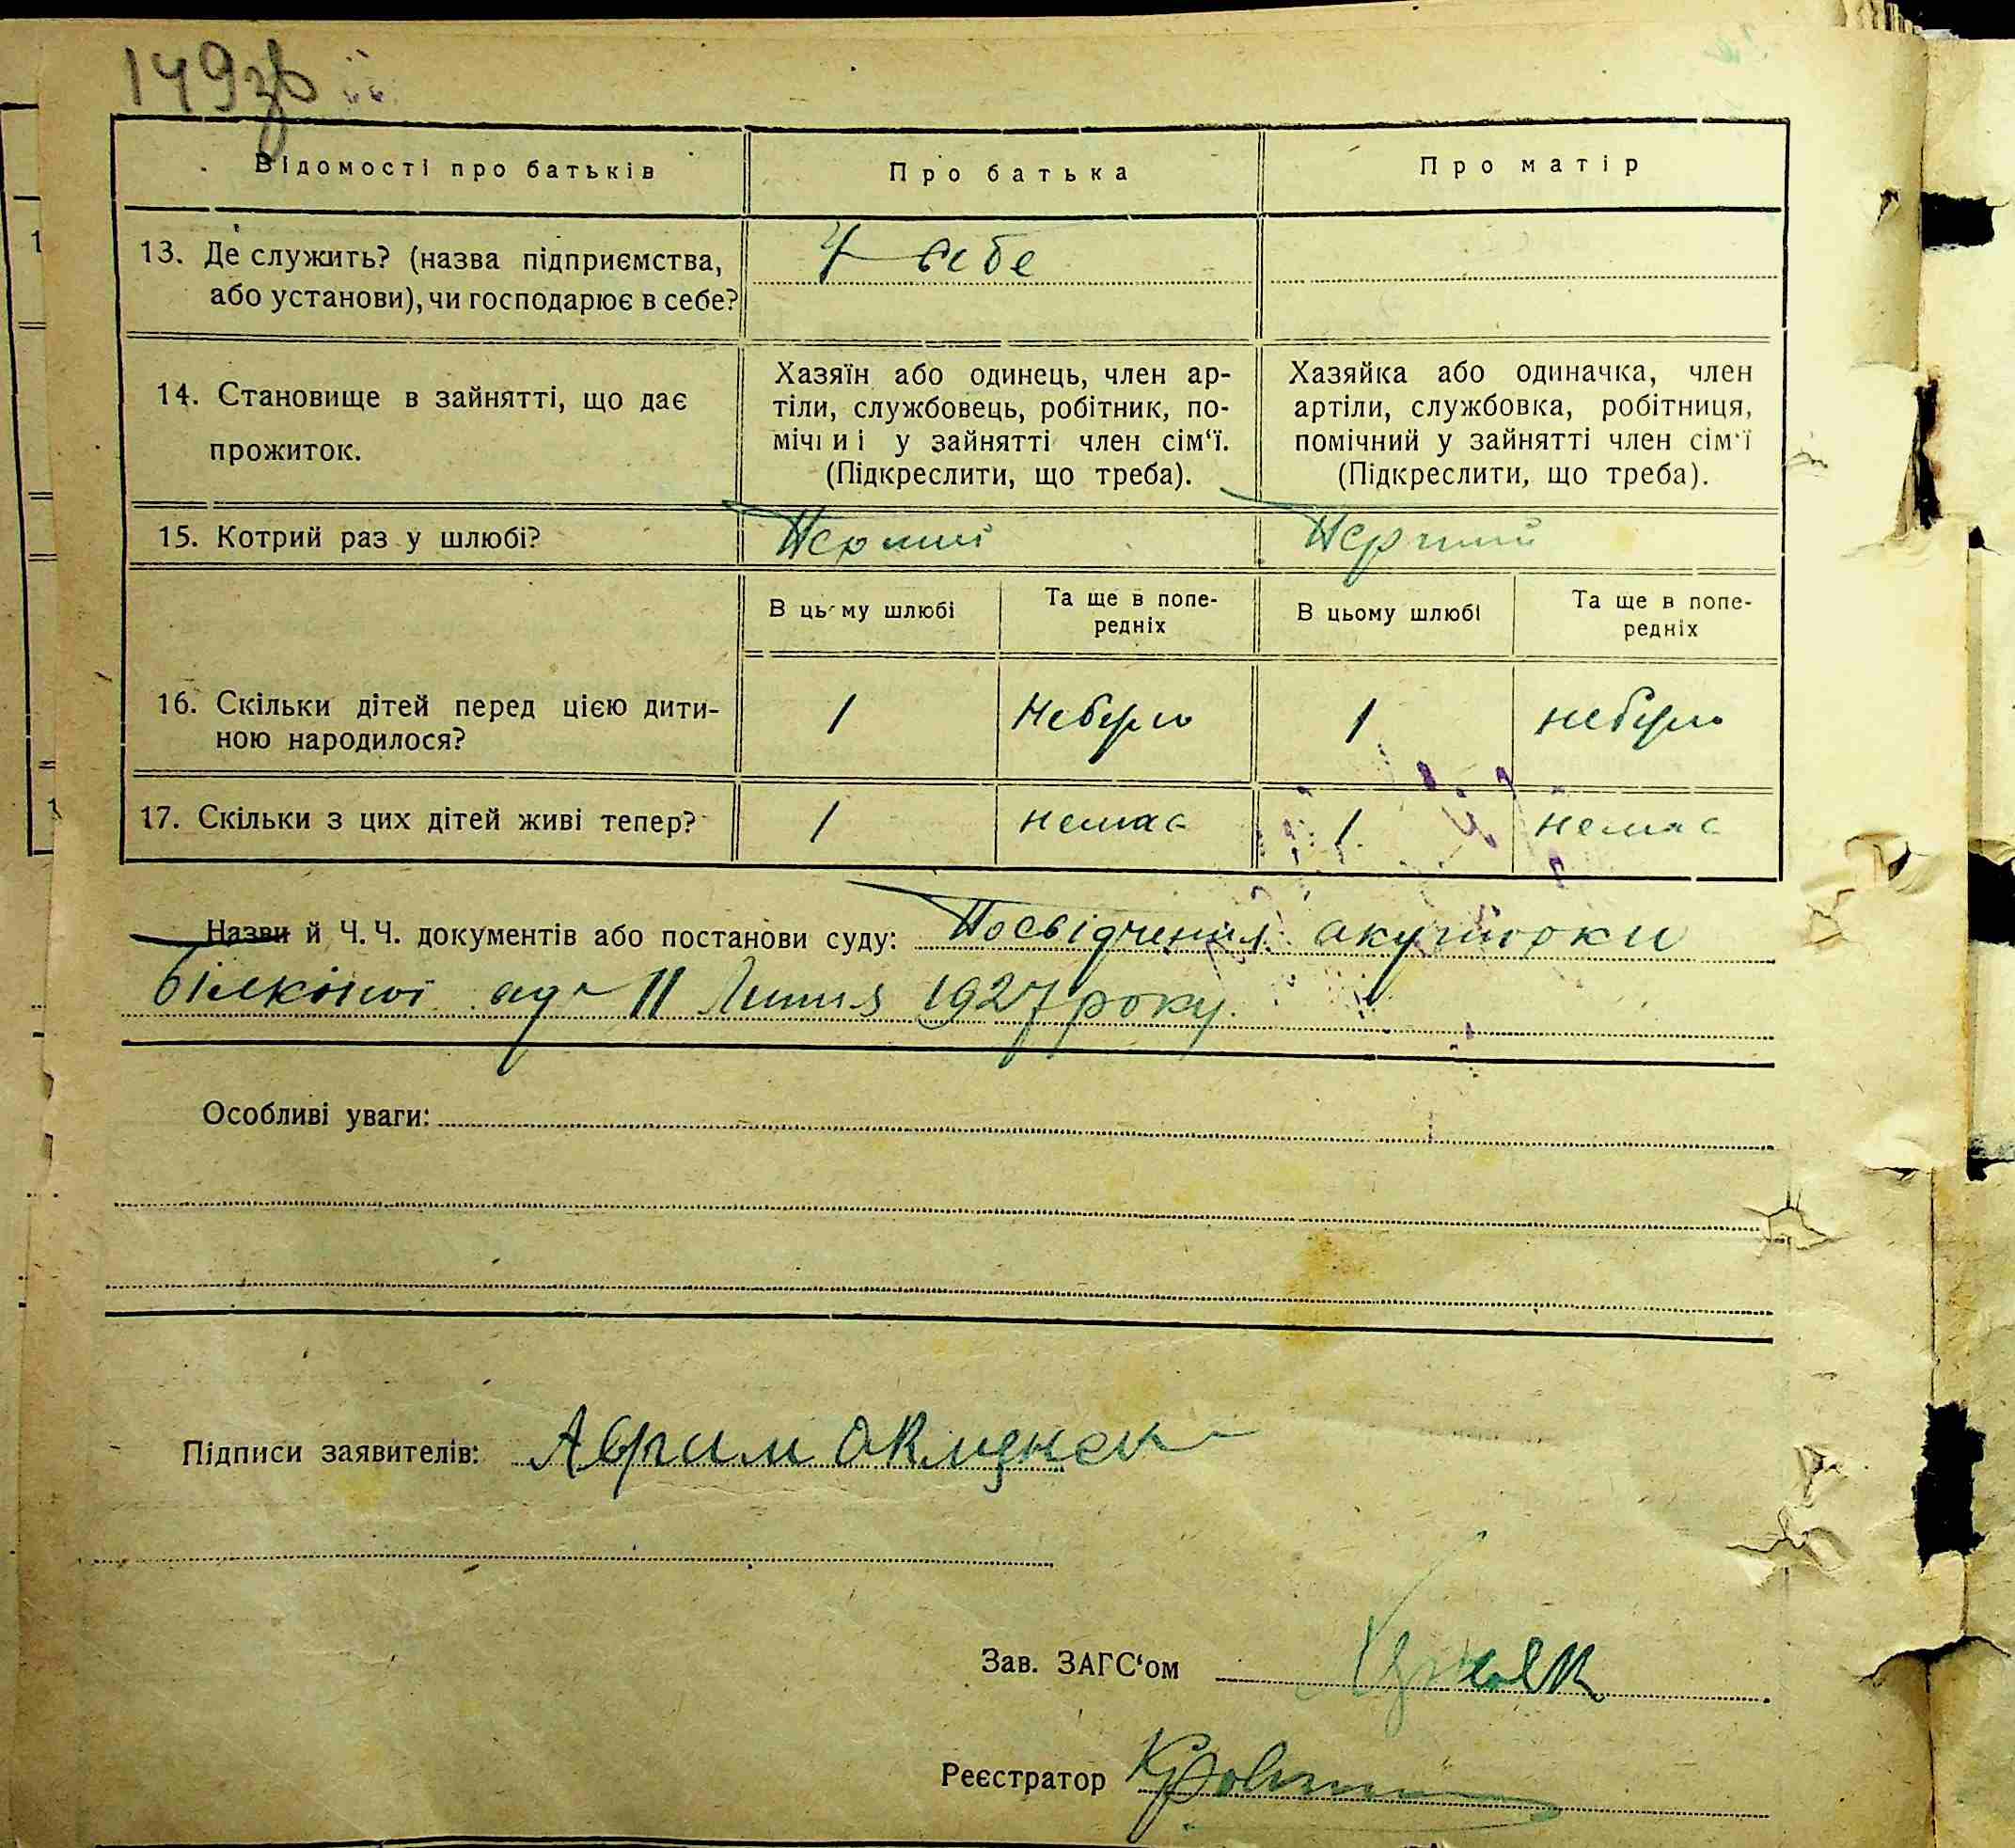 149зв
Відомості про батьків
Про батька
Про матір
13. Де служить? (назва підприємства,
або установи), чи господарює в себе?
У себе
14. Становище в зайнятті, що дає
прожиток.
Хазяїн або одинець, член ар-
тіли, службовець, робітник, по-
мічниі у зайнятті член сім‘ї.
(Підкреслити, що треба).
Хазяйка або одиначка, член
артіли, службовка, робітниця,
помічний у зайнятті член сім‘ї
(Підкреслити, що треба).
15. Котрий раз у шлюбі?
Перший
Перший
В цьому шлюбі
Та ще в попе-
редніх
В цьому шлюбі
Та ще в попе-
редніх
16. Скільки дітей перед цією дити-
ною народилося?
1
небуло
1
небуло
17. Скільки з цих дітей живі тепер?
1
немає
1
немає
Назви й Ч. Ч. документів або постанови суду: Посвідчення акушорки
від 11 Липня 1927 року.
Особливі уваги:
Підписи заявителів:
Зав. ЗАГС‘ом
Реєстратор